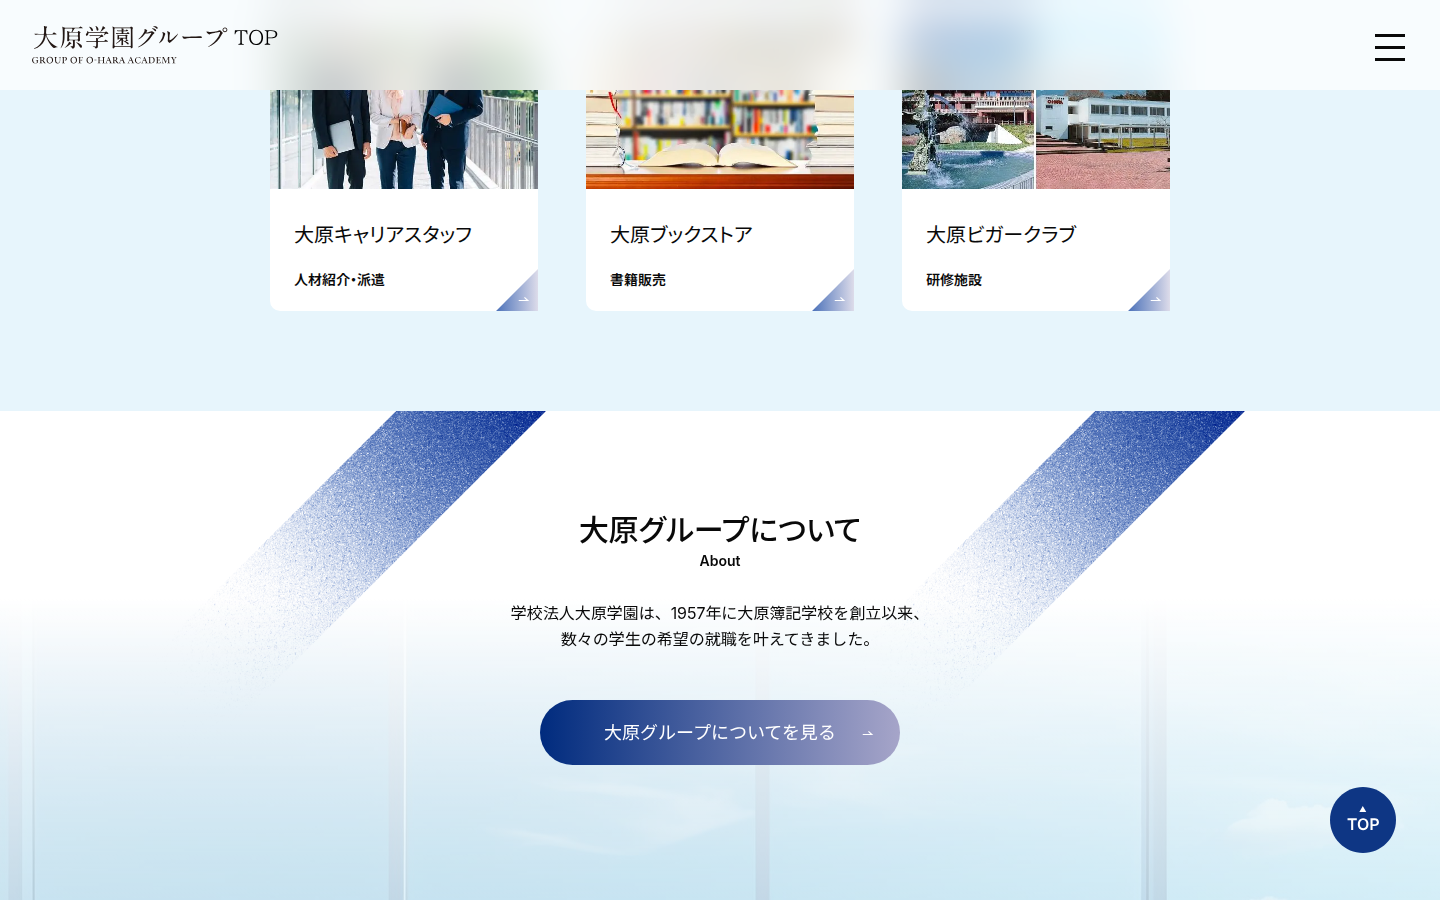 大原学園グループ TOP
GROUP OF O-HARA ACADEMY
大原キャリアスタッフ
人材紹介・派遣
大原ブックストア
書籍販売
大原ビガークラブ
研修施設
大原グループについて
About
学校法人大原学園は、1957年に大原簿記学校を創立以来、
数々の学生の希望の就職を叶えてきました。
大原グループについてを見る
TOP